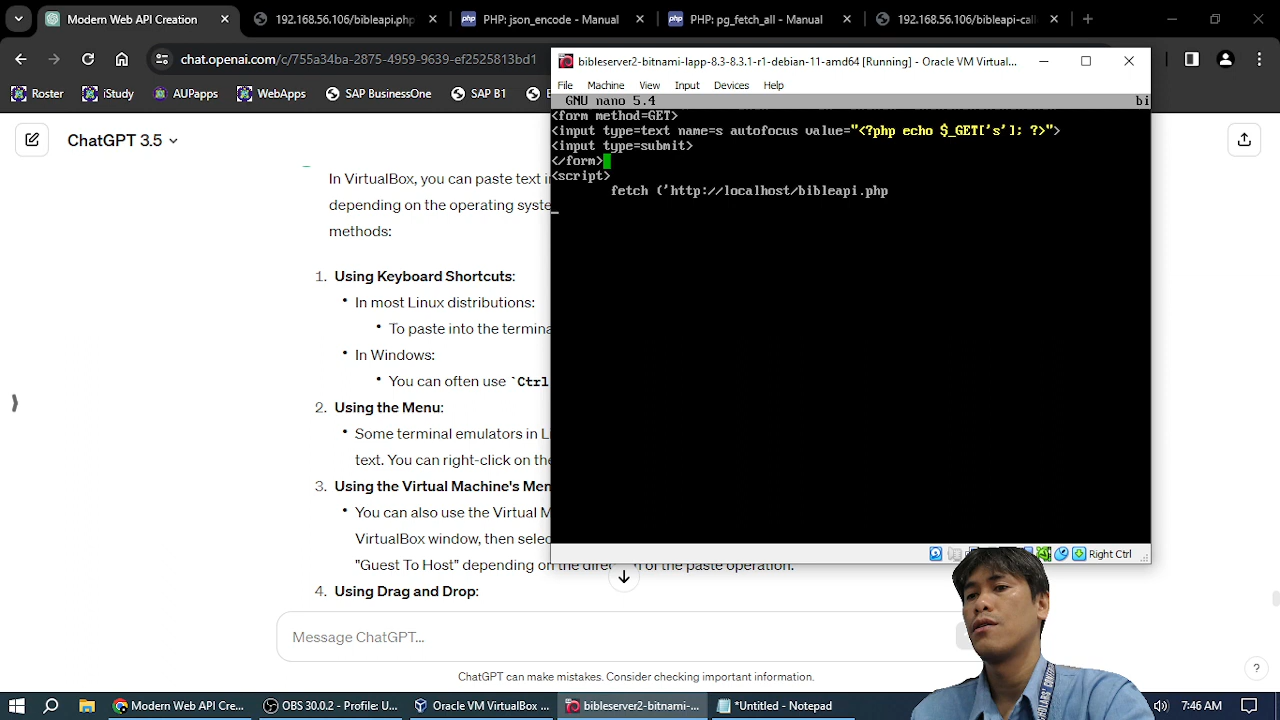 Modern Web API Creation
192.168.56.106/bibleapi.php
PHP: json_encode - Manual
PHP: pg_fetch_all - Manual
192.168.56.106/bibleapi-call
chat.openai.com/c/755a34ba-2875-4959-9639-ef2521513bd1
Roster
iStudy
AUPapps
WebApps
SAP BusinessOne
SAP B1
bibleserver2-bitnami-lapp-8.3-8.3.1-r1-debian-11-amd64 [Running] - Oracle VM Virtual...
File Machine View Input Devices Help
GNU nano 5.4 bi
<form method=GET>
<input type=text name=s autofocus value="<?php echo $_GET['s']; ?>">
<input type=submit>
</form>
<script>
fetch ('http://localhost/bibleapi.php
Right Ctrl
ChatGPT 3.5
In VirtualBox, you can paste text i
depending on the operating syste
methods:
1. Using Keyboard Shortcuts:
• In most Linux distributions:
• To paste into the termina
• In Windows:
• You can often use `Ctrl
2. Using the Menu:
• Some terminal emulators in Li
text. You can right-click on the
3. Using the Virtual Machine's Men
• You can also use the Virtual M
VirtualBox window, then selec
"Guest To Host" depending on the dire of the paste operation.
4. Using Drag and Drop:
Message ChatGPT...
ChatGPT can make mistakes. Consider checking important information.
?
Modern Web API Cre...
OBS 30.0.2 - Profile: U...
Oracle VM VirtualBox ...
bibleserver2-bitnami-...
*Untitled - Notepad
7:46 AM